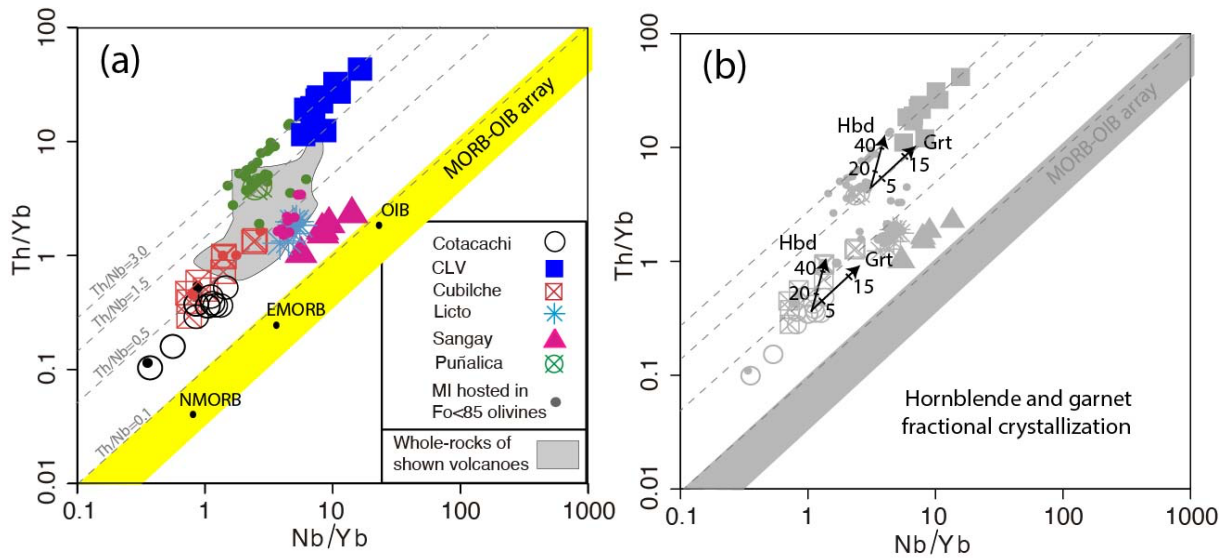 (a)
100
10
1
0.1
0.01
Th/Yb
Th/Nb=3.0
Th/Nb=1.5
Th/Nb=0.5
Th/Nb=0.1
MORB-OIB array
OIB
EMORB
NMORB
Cotacachi
CLV
Cubilche
Licto
Sangay
Puñalica
MI hosted in
Fo<85 olivines
Whole-rocks of
shown volcanoes
0.1
1
10
100
1000
Nb/Yb
(b)
100
10
1
0.1
0.01
Th/Yb
MORB-OIB array
Hbd
40
20
5
Grt
15
Hbd
40
20
5
Grt
15
Hornblende and garnet
fractional crystallization
0.1
1
10
100
1000
Nb/Yb